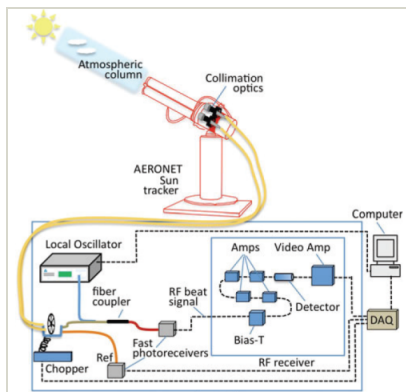 Atmospheric
column
Collimation
optics
AERONET
Sun
tracker
Computer
Local Oscillator
Amps
Video Amp
fiber
coupler
RF beat
signal
Detector
DAQ
Bias-T
Fast
photoreceivers
Ref
RF receiver
Chopper